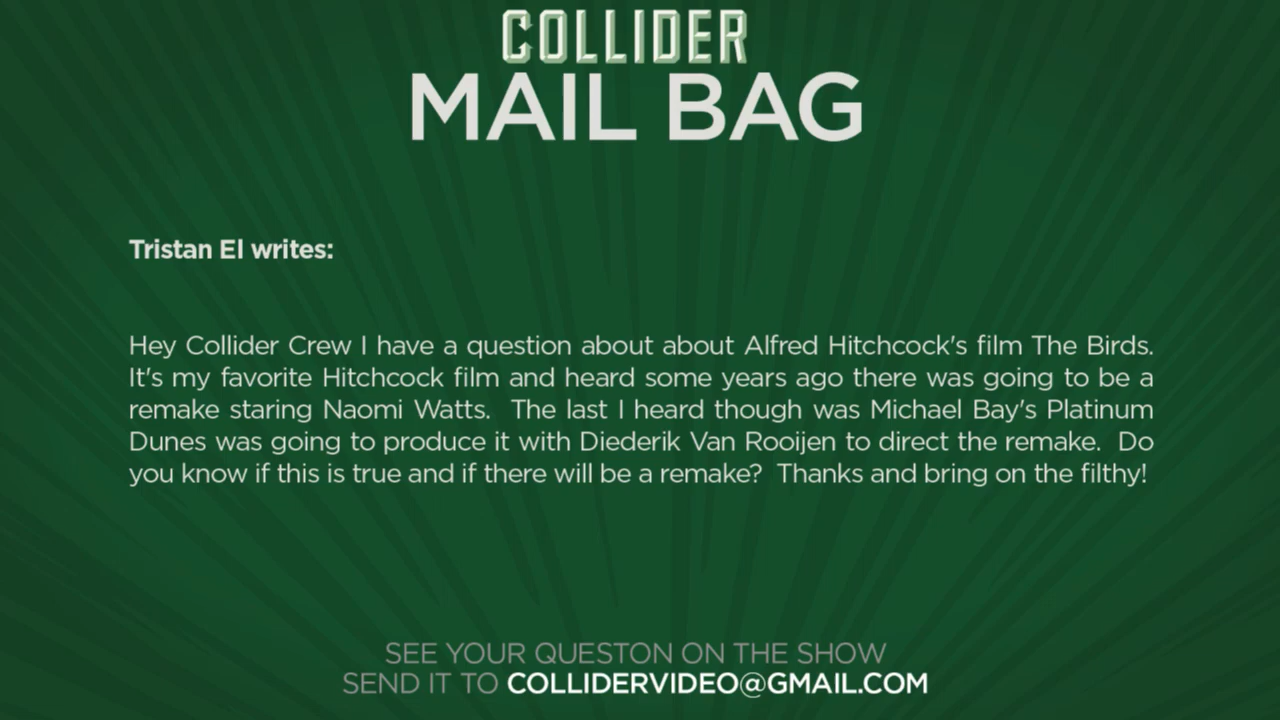 COLLIDER
MAIL BAG
Tristan El writes:
Hey Collider Crew I have a question about about Alfred Hitchcock's film The Birds.
It's my favorite Hitchcock film and heard some years ago there was going to be a
remake staring Naomi Watts. The last I heard though was Michael Bay's Platinum
Dunes was going to produce it with Diederik Van Rooijen to direct the remake. Do
you know if this is true and if there will be a remake? Thanks and bring on the filthy!
SEE YOUR QUESTON ON THE SHOW
SEND IT TO COLLIDERVIDEO@GMAIL.COM